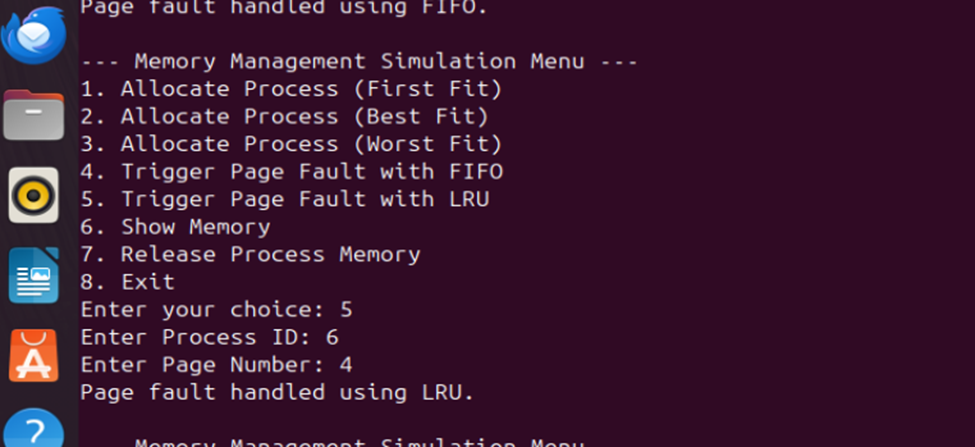 Page fault handled using FIFO.
--- Memory Management Simulation Menu ---
1. Allocate Process (First Fit)
2. Allocate Process (Best Fit)
3. Allocate Process (Worst Fit)
4. Trigger Page Fault with FIFO
5. Trigger Page Fault with LRU
6. Show Memory
7. Release Process Memory
8. Exit
Enter your choice: 5
Enter Process ID: 6
Enter Page Number: 4
Page fault handled using LRU.
Memory Management Simulation Menu